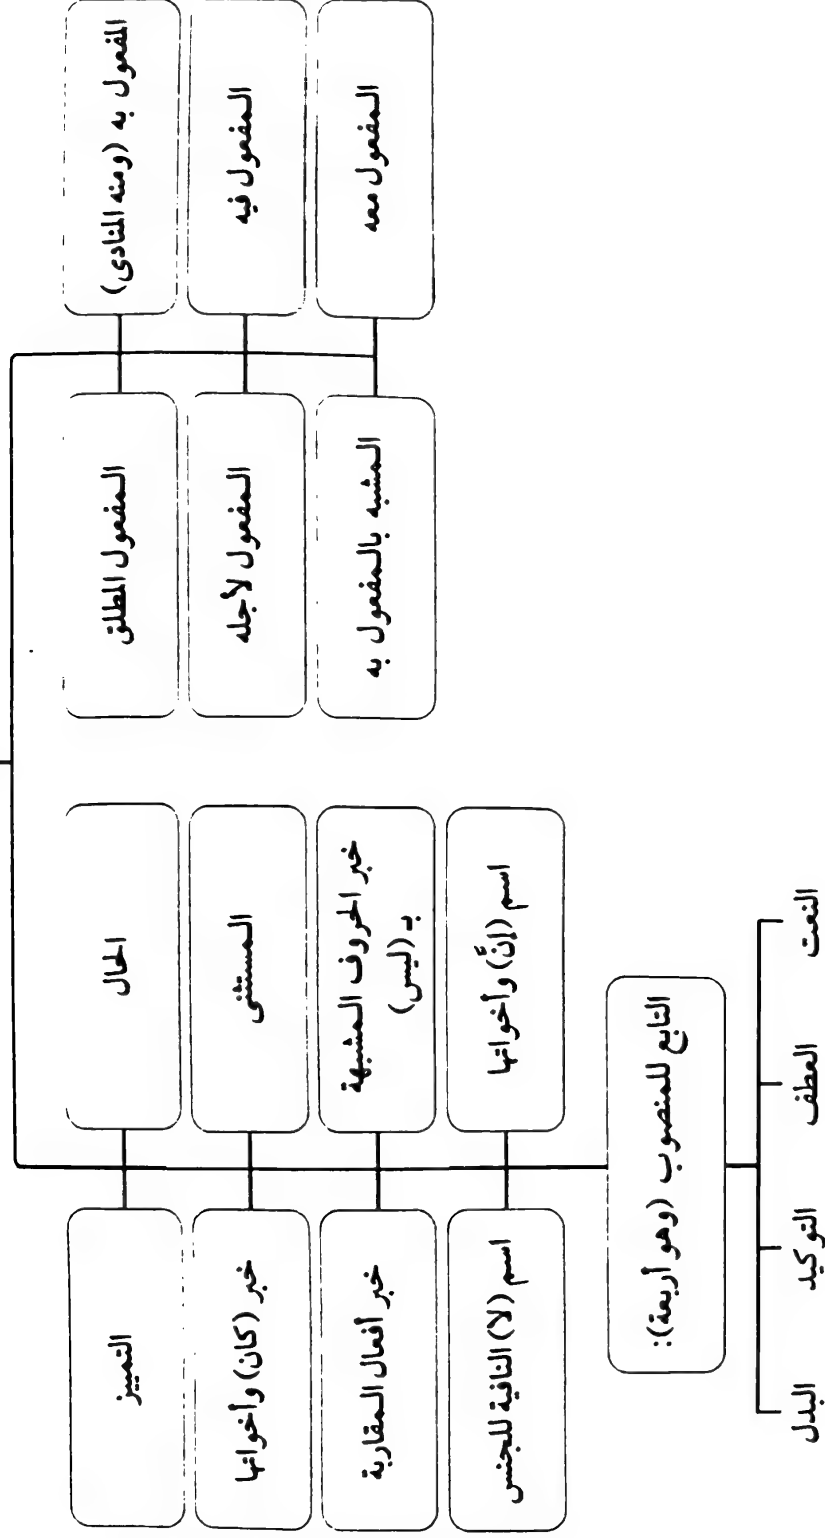 المفعول به (ومنه المنادى)
المفعول المطلق
المفعول فيه
المفعول لأجله
المفعول معه
المشبه بالمفعول به
الحال
التمييز
المستثنى
خبر (كان) وأخواتها
خبر الحروف المشبهة
بـ (ليس)
خبر أفعال المقاربة
اسم (إنَّ) وأخواتها
اسم (لا) النافية للجنس
التابع للمنصوب (وهو أربعة):
النعت
العطف
التوكيد
البدل